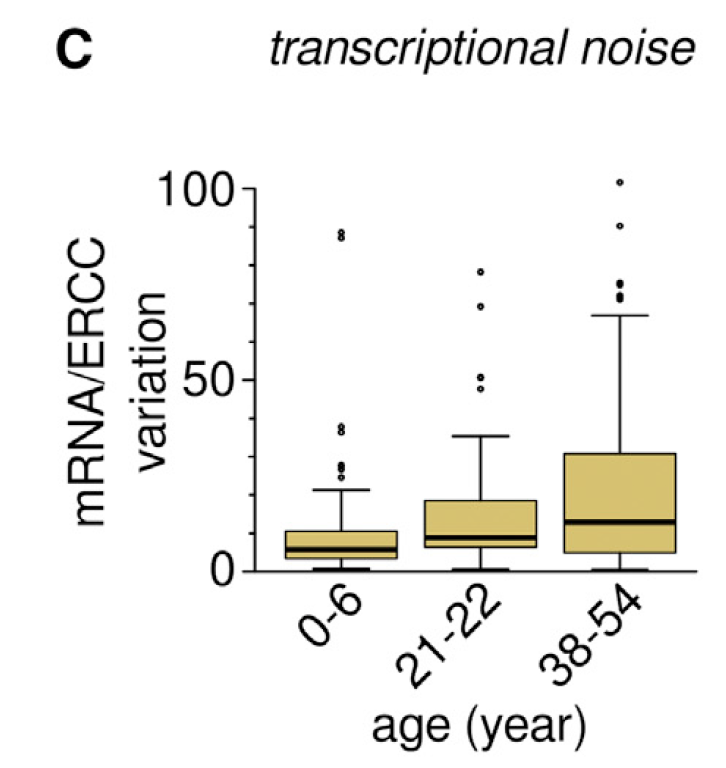 C
transcriptional noise
mRNA/ERCC
variation
100
50
0
0-6
21-22
38-54
age (year)